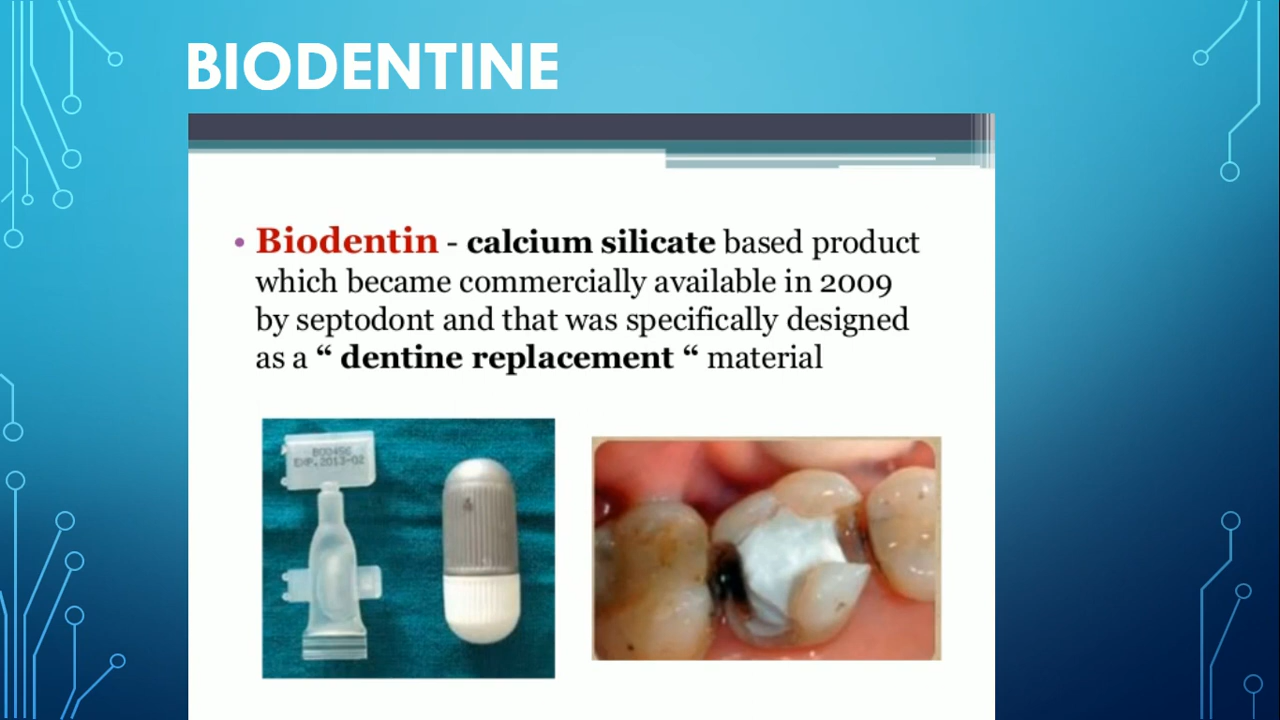 BIODENTINE
• Biodentin - calcium silicate based product
which became commercially available in 2009
by septodont and that was specifically designed
as a “ dentine replacement “ material
EXP.2013-02